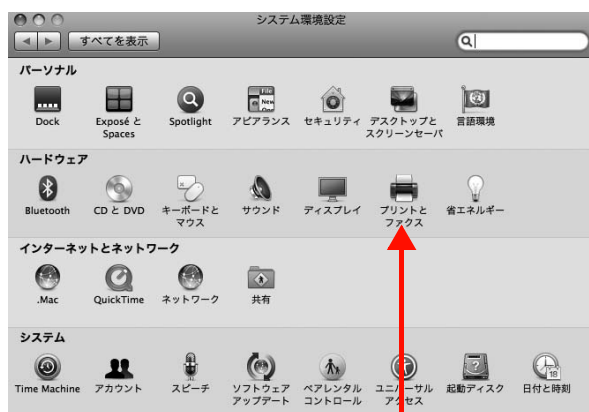 システム環境設定
すべてを表示
パーソナル
Dock
Exposé と
Spaces
Spotlight
アピアランス
セキュリティ
デスクトップと
スクリーンセーバ
言語環境
ハードウェア
Bluetooth
CD と DVD
キーボードと
マウス
サウンド
ディスプレイ
プリントと
ファクス
省エネルギー
インターネットとネットワーク
.Mac
QuickTime
ネットワーク
共有
システム
Time Machine
アカウント
スピーチ
ソフトウェア
アップデート
ペアレンタル
コントロール
ユニバーサル
アクセス
起動ディスク
18
日付と時刻